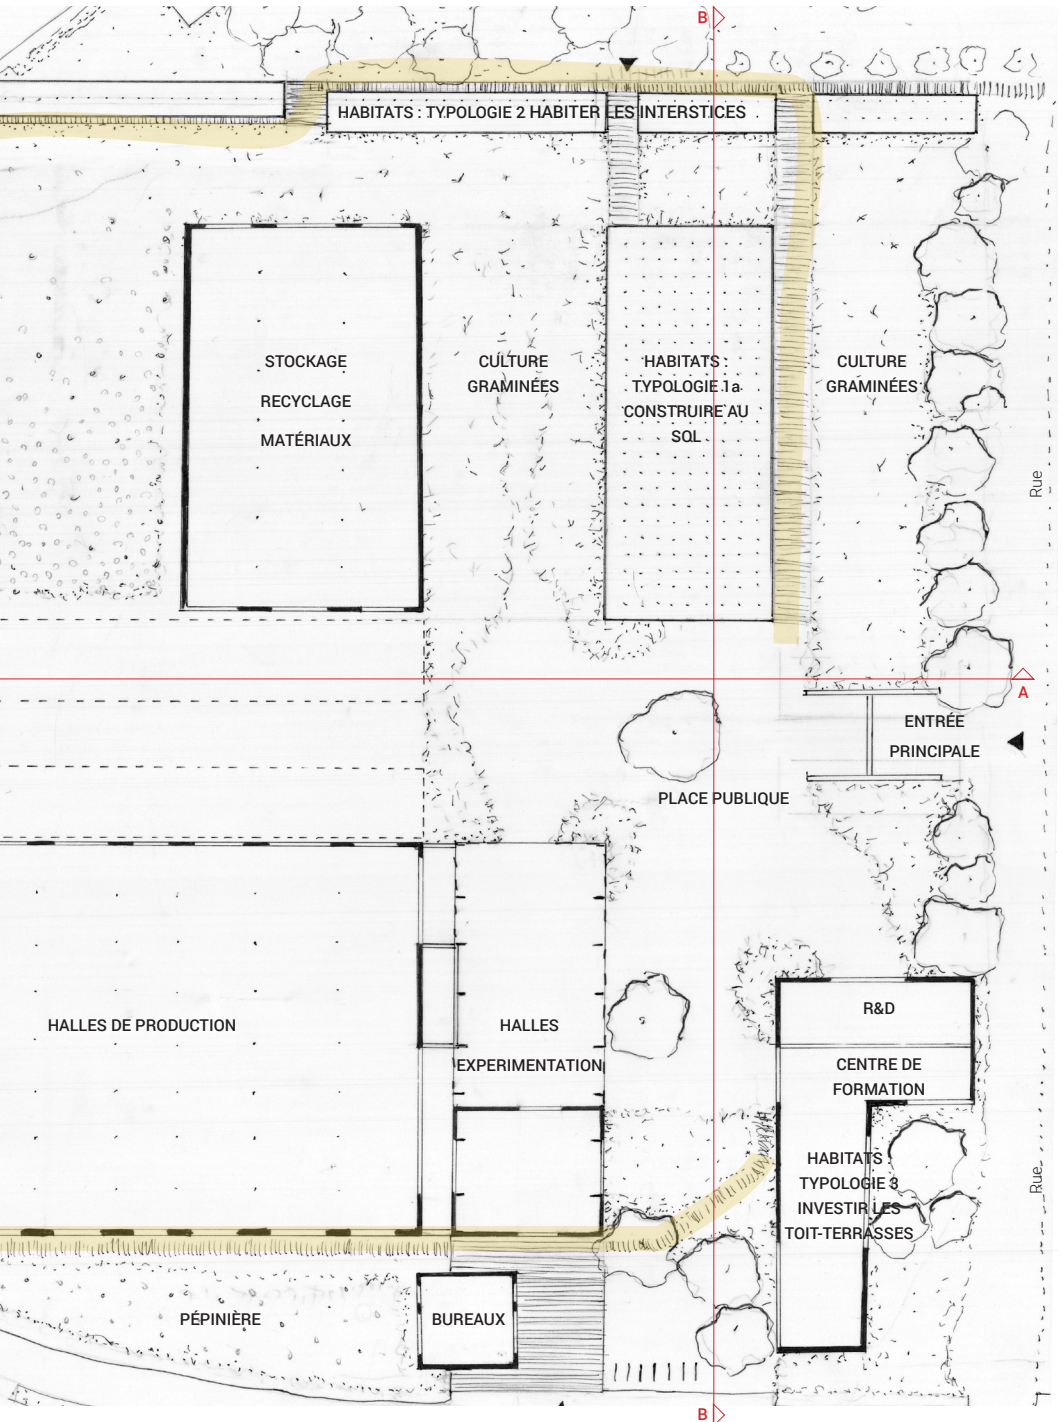 B
HABITATS : TYPOLOGIE 2 HABITER LES INTERSTICES
STOCKAGE
RECYCLAGE
MATÉRIAUX
CULTURE
GRAMINÉES
HABITATS :
TYPOLOGIE 1a
CONSTRUIRE AU
SOL
CULTURE
GRAMINÉES
Rue
A
ENTRÉE
PRINCIPALE
PLACE PUBLIQUE
HALLES DE PRODUCTION
HALLES
EXPERIMENTATION
R&D
CENTRE DE
FORMATION
HABITATS :
TYPOLOGIE 3
INVESTIR LES
TOIT-TERRASSES
Rue
PÉPINIÈRE
BUREAUX
B